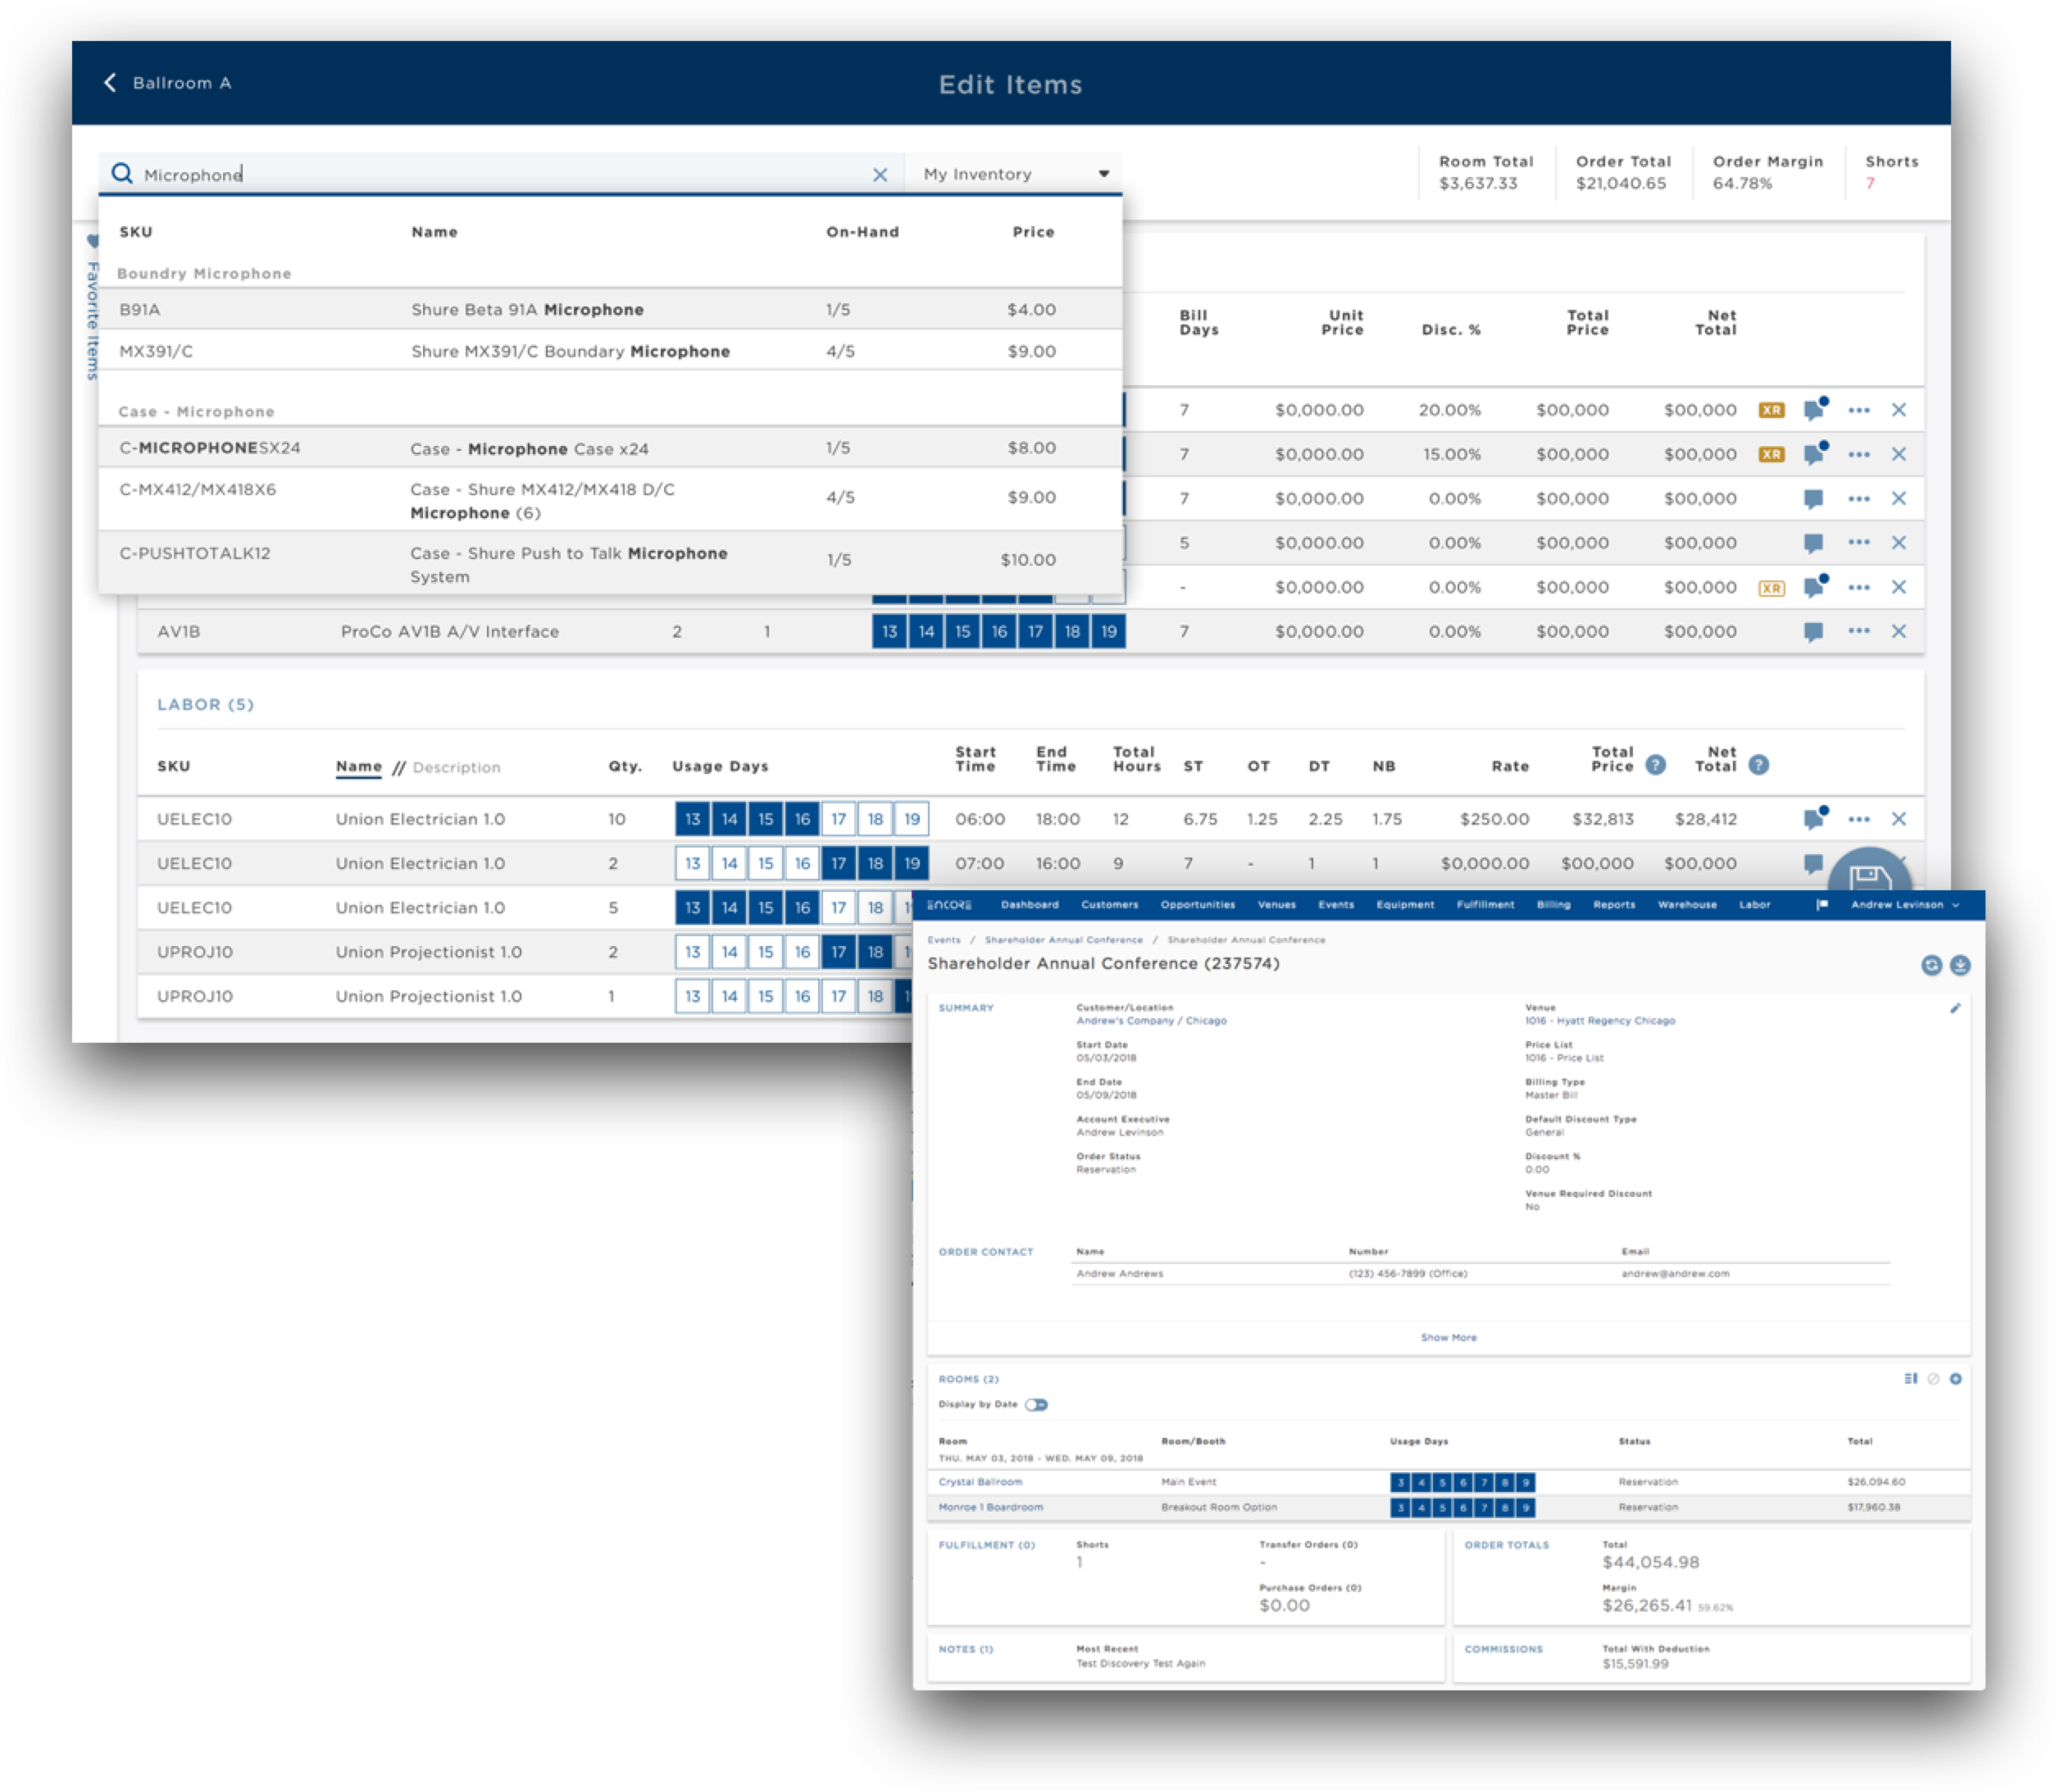 Ballroom A
Edit Items
Microphone
My Inventory
Room Total
$3,637.33
Order Total
$21,040.65
Order Margin
64.78%
Shorts
7
Favorite Items
SKU Name On-Hand Price
Boundry Microphone
B91A Shure Beta 91A Microphone 1/5 $4.00
MX391/C Shure MX391/C Boundary Microphone 4/5 $9.00
Case - Microphone
C-MICROPHONESX24 Case - Microphone Case x24 1/5 $8.00
C-MX412/MX418X6 Case - Shure MX412/MX418 D/C
Microphone (6) 4/5 $9.00
C-PUSHTOTALK12 Case - Shure Push to Talk Microphone
System 1/5 $10.00
Bill Days Unit Price Disc. % Total Price Net Total
7 $0,000.00 20.00% $00,000 $00,000 XR
7 $0,000.00 15.00% $00,000 $00,000 XR
7 $0,000.00 0.00% $00,000 $00,000
5 $0,000.00 0.00% $00,000 $00,000
- $0,000.00 0.00% $00,000 $00,000 XR
AV1B ProCo AV1B A/V Interface 2 1 13 14 15 16 17 18 19 7 $0,000.00 0.00% $00,000 $00,000
LABOR (5)
SKU Name // Description Qty. Usage Days Start Time End Time Total Hours ST OT DT NB Rate Total Price ? Net Total ?
UELEC10 Union Electrician 1.0 10 13 14 15 16 17 18 19 06:00 18:00 12 6.75 1.25 2.25 1.75 $250.00 $32,813 $28,412
UELEC10 Union Electrician 1.0 2 13 14 15 16 17 18 19 07:00 16:00 9 7 - 1 1 $0,000.00 $00,000 $00,000
UELEC10 Union Electrician 1.0 5 13 14 15 16 17 18 1
UPROJ10 Union Projectionist 1.0 2 13 14 15 16 17 18 1
UPROJ10 Union Projectionist 1.0 1 13 14 15 16 17 18 1
ENCORE Dashboard Customers Opportunities Venues Events Equipment Fulfillment Billing Reports Warehouse Labor Andrew Levinson
Events / Shareholder Annual Conference / Shareholder Annual Conference
Shareholder Annual Conference (237574)
SUMMARY
Customer/Location
Andrew's Company / Chicago
Start Date
05/03/2018
End Date
05/09/2018
Account Executive
Andrew Levinson
Order Status
Reservation
Venue
1016 - Hyatt Regency Chicago
Price List
1016 - Price List
Billing Type
Master Bill
Default Discount Type
General
Discount %
0.00
Venue Required Discount
No
ORDER CONTACT
Name Number Email
Andrew Andrews (123) 456-7899 (Office) andrew@andrew.com
Show More
ROOMS (2)
Display by Date
Room Room/Booth Usage Days Status Total
THU. MAY 03, 2018 - WED. MAY 09, 2018
Crystal Ballroom Main Event 3 4 5 6 7 8 9 Reservation $26,094.60
Monroe 1 Boardroom Breakout Room Option 3 4 5 6 7 8 9 Reservation $17,960.38
FULFILLMENT (0)
Shorts
1
Transfer Orders (0)
-
Purchase Orders (0)
$0.00
ORDER TOTALS
Total
$44,054.98
Margin
$26,265.41 59.62%
NOTES (1)
Most Recent
Test Discovery Test Again
COMMISSIONS
Total With Deduction
$15,591.99